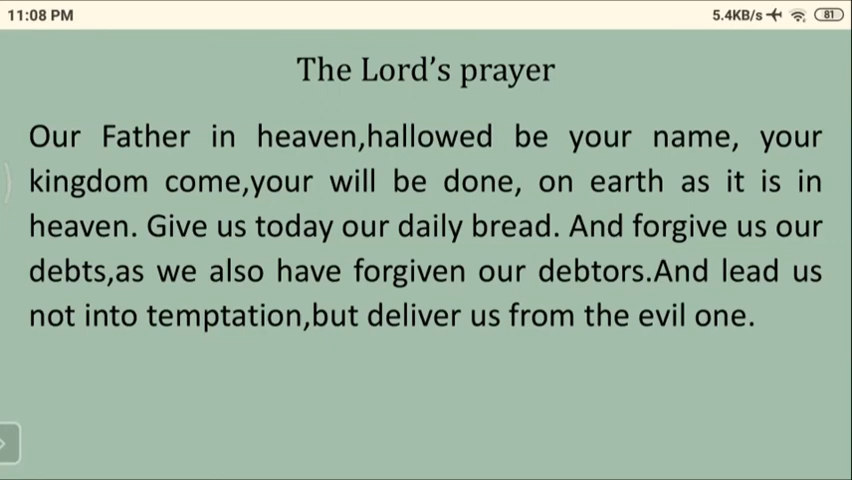 11:08 PM
5.4KB/s
81
The Lord’s prayer
Our Father in heaven,hallowed be your name, your
kingdom come,your will be done, on earth as it is in
heaven. Give us today our daily bread. And forgive us our
debts,as we also have forgiven our debtors.And lead us
not into temptation,but deliver us from the evil one.